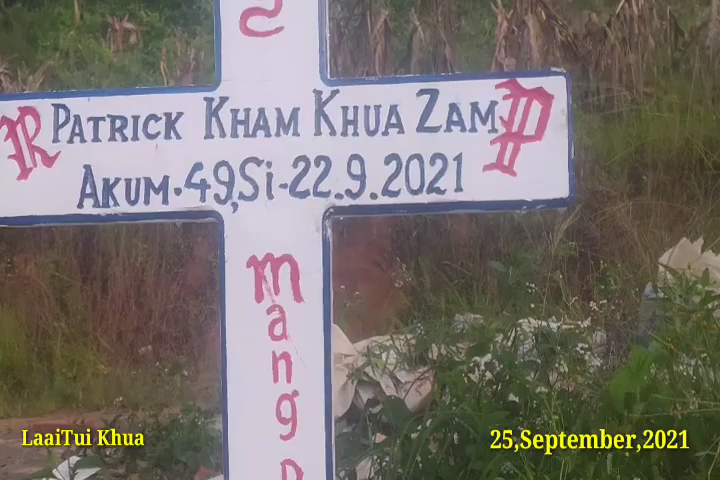 R PATRICK KHAM KHUA ZAM P
AKUM.49,Si-22.9.2021
mang
LaaiTui Khua
25,September,2021